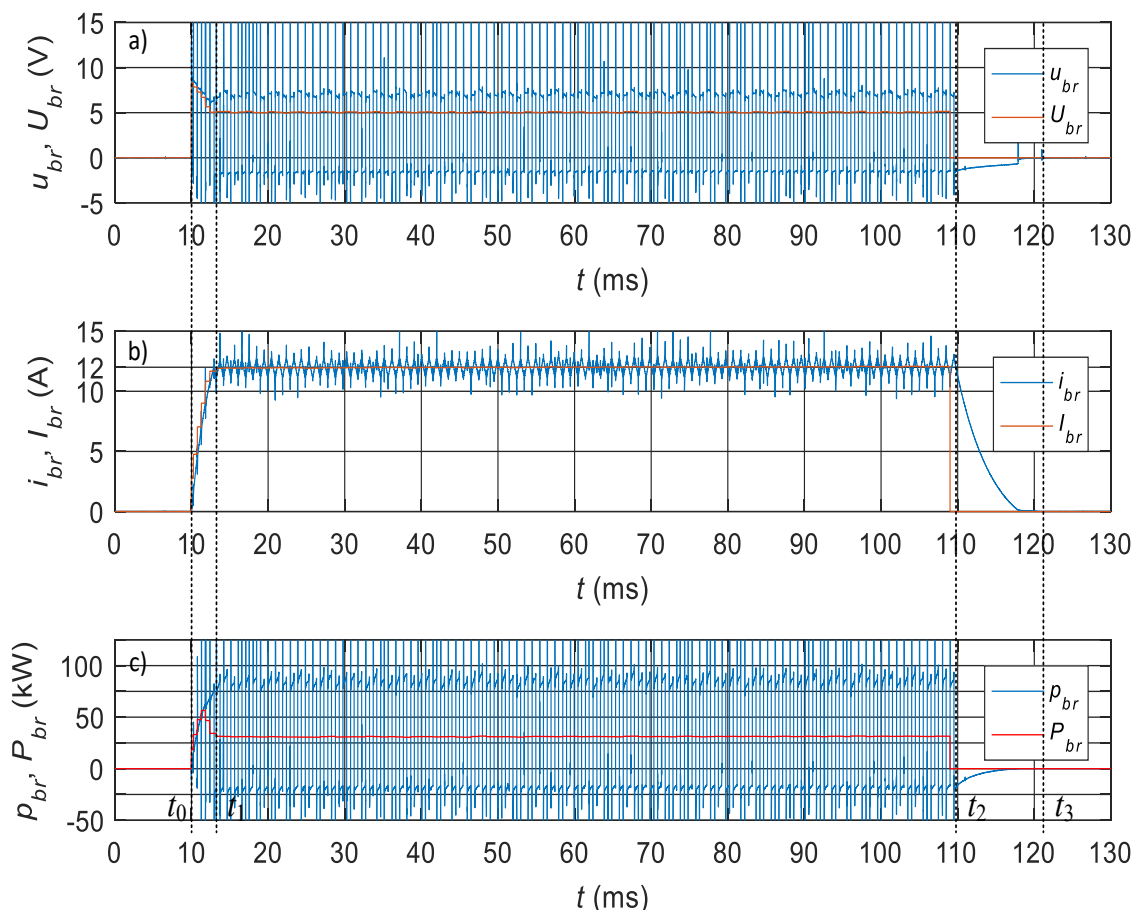 a)
u_br, U_br (V)
15
10
5
0
-5
u_br
U_br
0 10 20 30 40 50 60 70 80 90 100 110 120 130
t (ms)
b)
i_br, I_br (A)
15
12
10
5
0
i_br
I_br
0 10 20 30 40 50 60 70 80 90 100 110 120 130
t (ms)
c)
p_br, P_br (kW)
100
50
0
-50
p_br
P_br
t0 t1 t2 t3
0 10 20 30 40 50 60 70 80 90 100 110 120 130
t (ms)